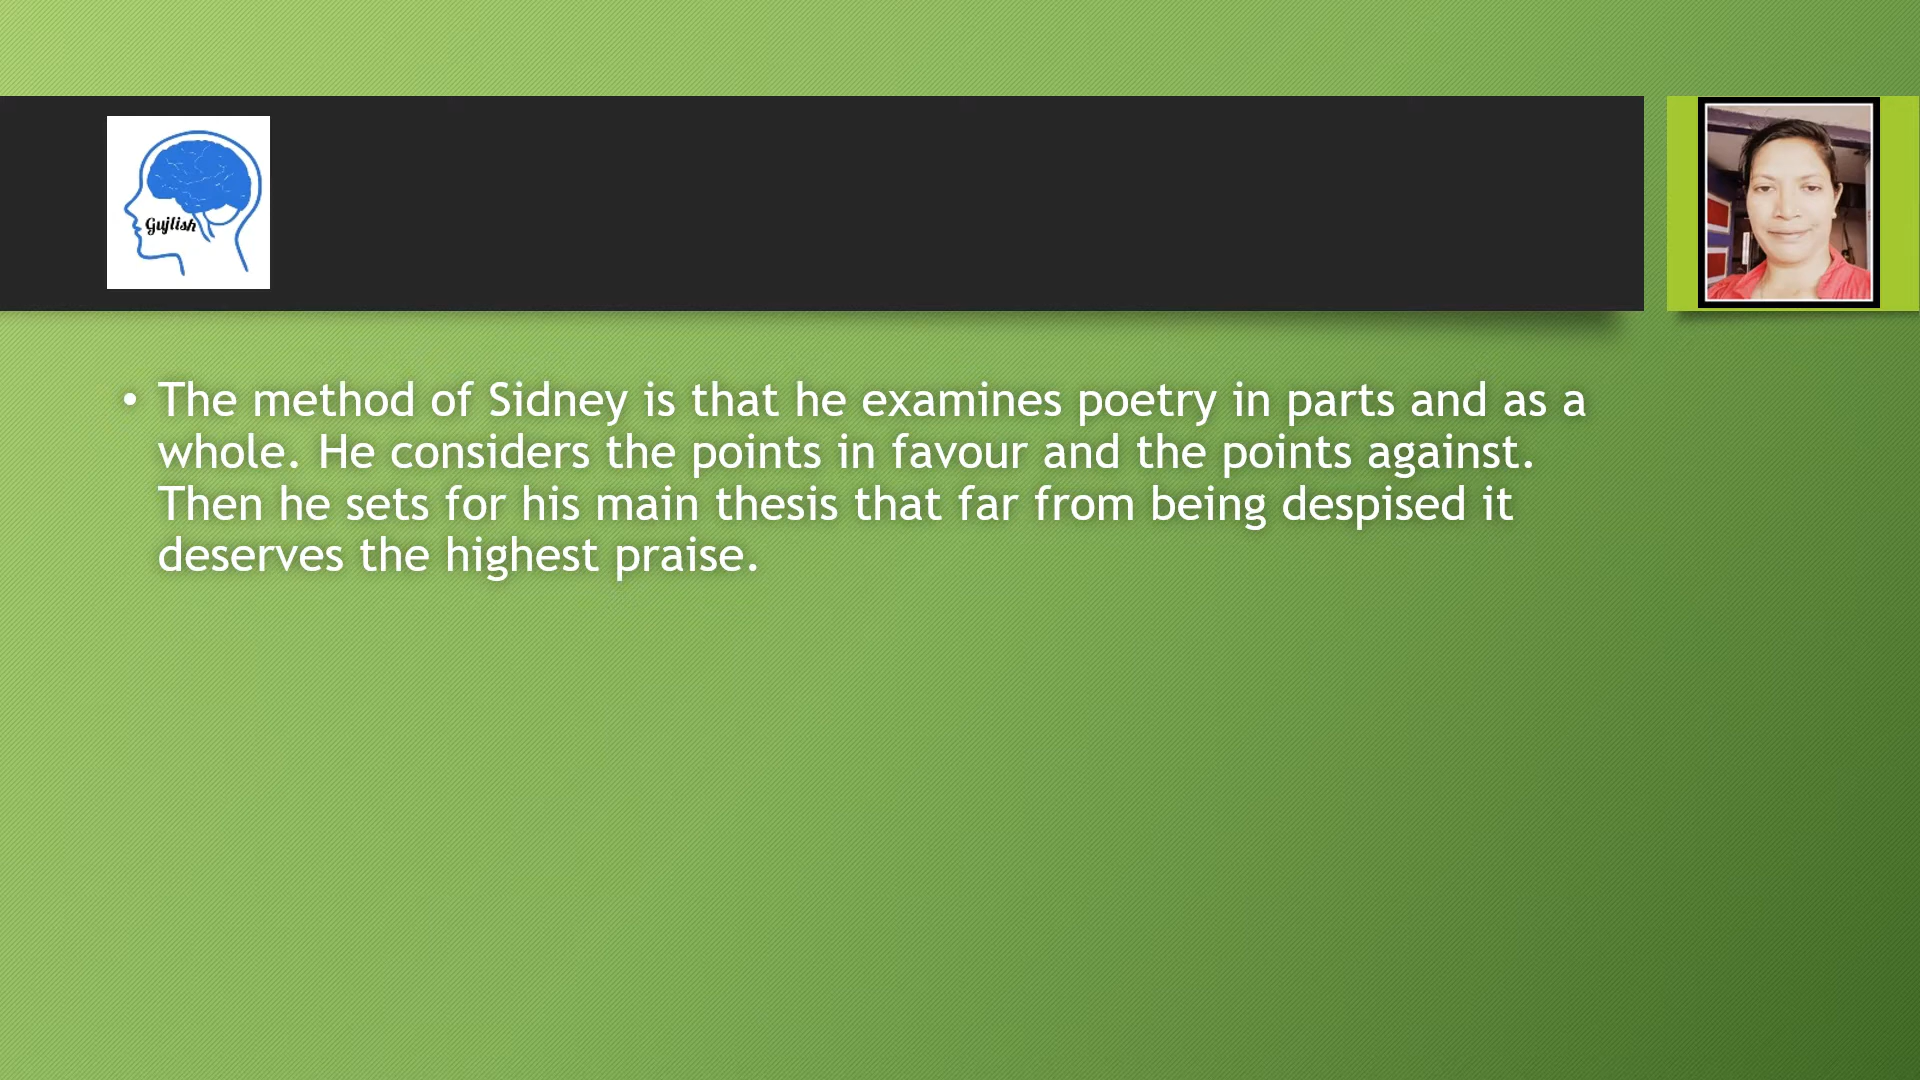 Gujlish
• The method of Sidney is that he examines poetry in parts and as a
whole. He considers the points in favour and the points against.
Then he sets for his main thesis that far from being despised it
deserves the highest praise.